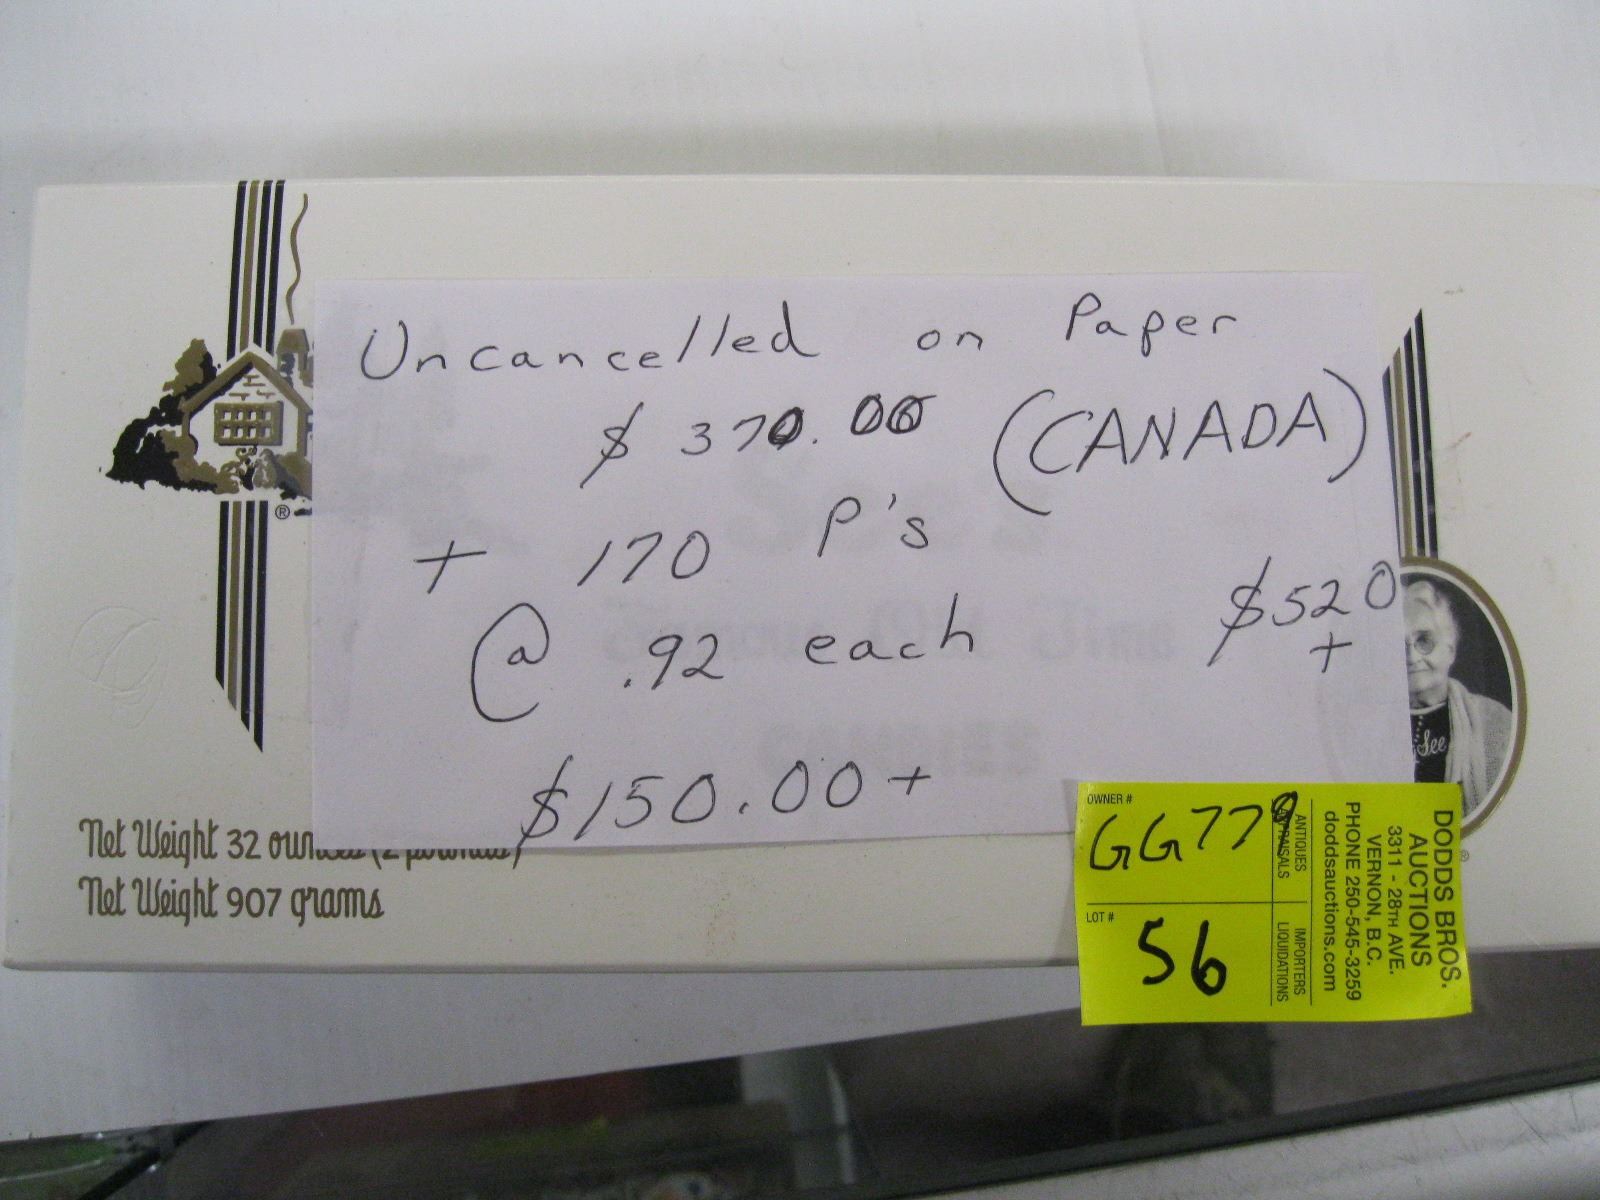 Uncancelled on Paper
$ 370.00 (CANADA)
+ 170 P's
@ .92 each
$520
+
$150.00+
See
®
Net Weight 32
Net Weight 907 grams
OWNER #
GG779
LOT #
56
ANTIQUES
IMPORTERS
LIQUIDATIONS
DODDS BROS.
AUCTIONS
3311 - 28TH AVE.
VERNON, B.C.
PHONE 250-545-3259
doddsauctions.com